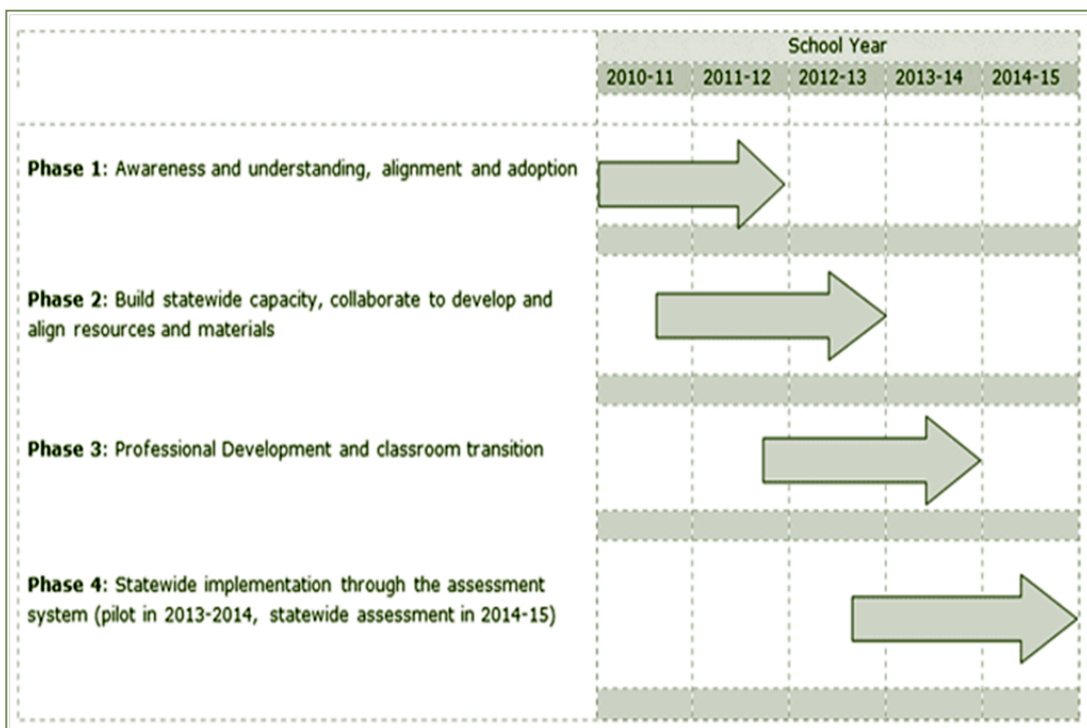 School Year
2010-11 2011-12 2012-13 2013-14 2014-15
Phase 1: Awareness and understanding, alignment and adoption
Phase 2: Build statewide capacity, collaborate to develop and
align resources and materials
Phase 3: Professional Development and classroom transition
Phase 4: Statewide implementation through the assessment
system (pilot in 2013-2014, statewide assessment in 2014-15)